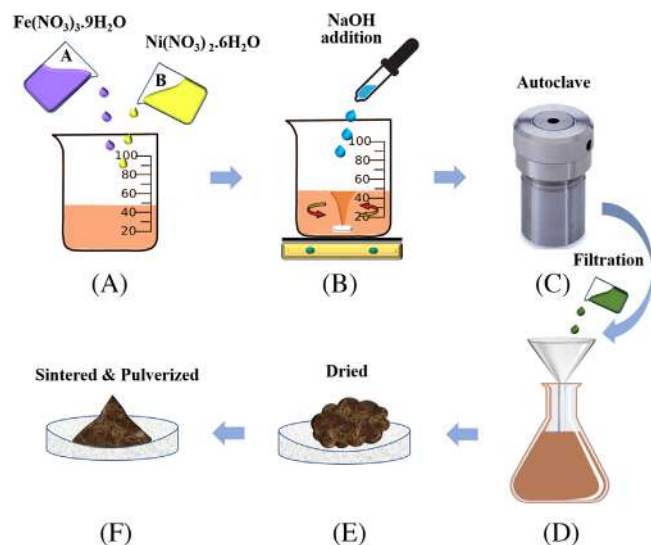 Fe(NO3)3.9H2O
Ni(NO3)2.6H2O
A
B
100
80
60
40
20
(A)
NaOH
addition
100
80
60
40
20
(B)
Autoclave
(C)
Filtration
(D)
Dried
(E)
Sintered & Pulverized
(F)